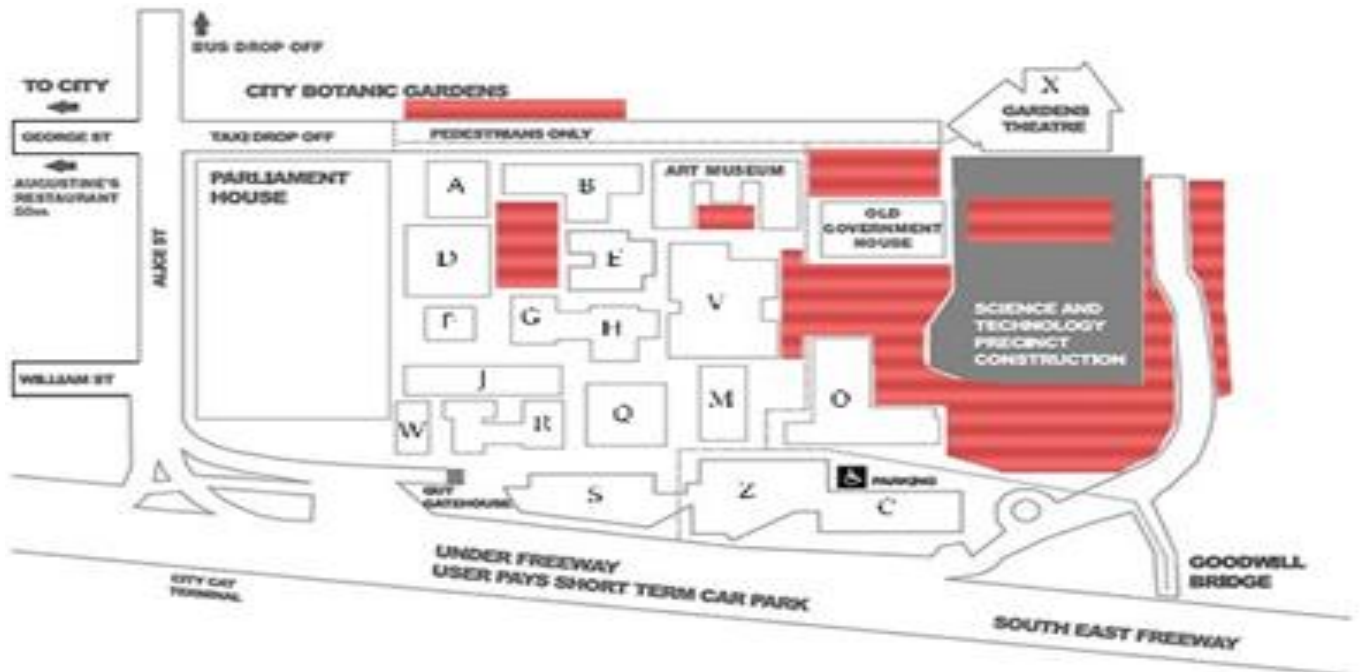 BUS DROP OFF
TO CITY
CITY BOTANIC GARDENS
X
GARDENS
THEATRE
GEORGE ST
TAXI DROP OFF
PEDESTRIANS ONLY
AUGUSTINE'S
RESTAURANT
50m
PARLIAMENT
HOUSE
A
B
ART MUSEUM
OLD
GOVERNMENT
HOUSE
ALICE ST
D
E
V
F
G
H
SCIENCE AND
TECHNOLOGY
PRECINCT
CONSTRUCTION
WILLIAM ST
J
W
R
Q
M
O
QUT
GATEHOUSE
S
Z
PARKING
C
UNDER FREEWAY
USER PAYS SHORT TERM CAR PARK
CITY CAT
TERMINAL
GOODWILL
BRIDGE
SOUTH EAST FREEWAY